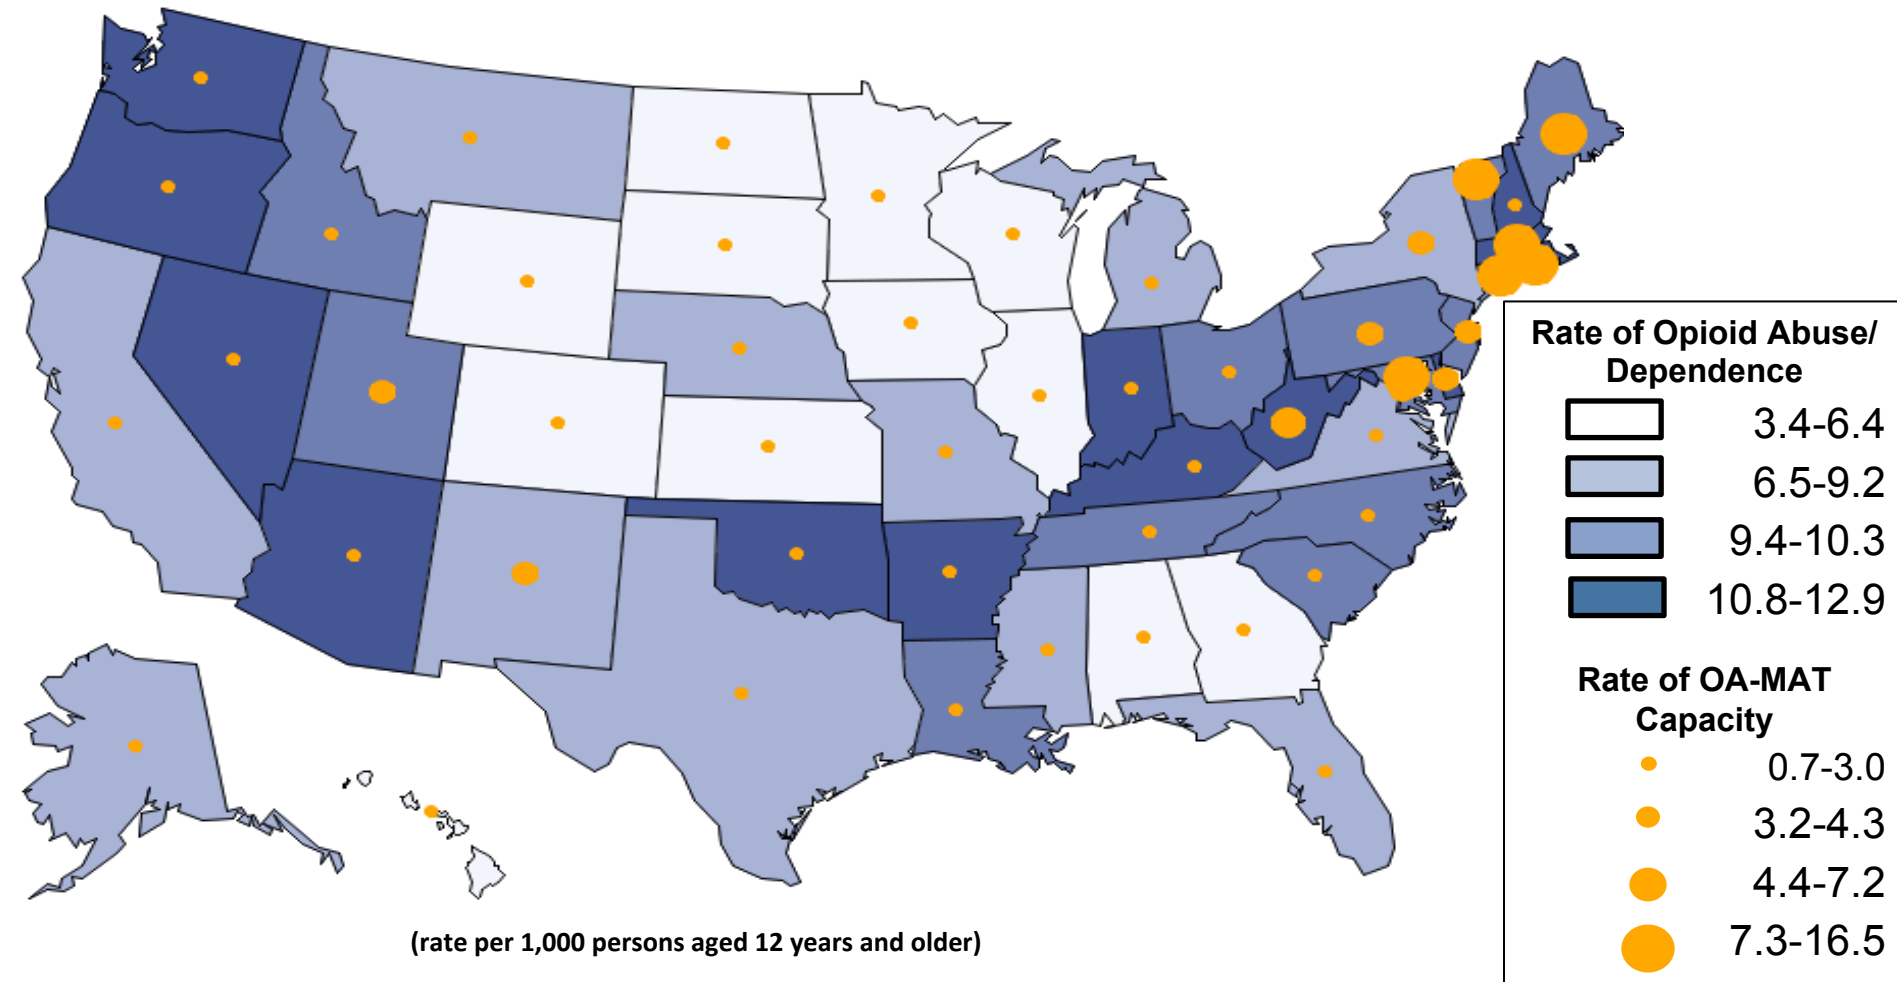 Rate of Opioid Abuse/
Dependence
3.4-6.4
6.5-9.2
9.4-10.3
10.8-12.9
Rate of OA-MAT
Capacity
0.7-3.0
3.2-4.3
4.4-7.2
7.3-16.5
(rate per 1,000 persons aged 12 years and older)